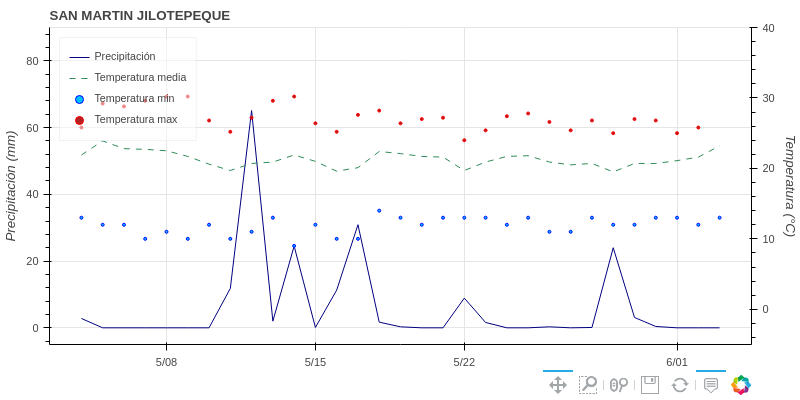 SAN MARTIN JILOTEPEQUE
Precipitación
Temperatura media
Temperatura min
Temperatura max
Precipitación (mm)
80
60
40
20
0
40
30
20
10
0
Temperatura (°C)
5/08
5/15
5/22
6/01